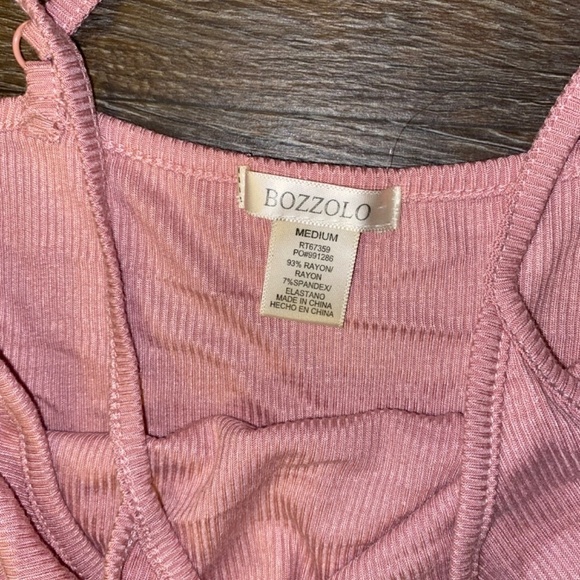 BOZZOLO
MEDIUM
RT67359
PO#991286
93% RAYON/
RAYON
7%SPANDEX/
ELASTANO
MADE IN CHINA
HECHO EN CHINA